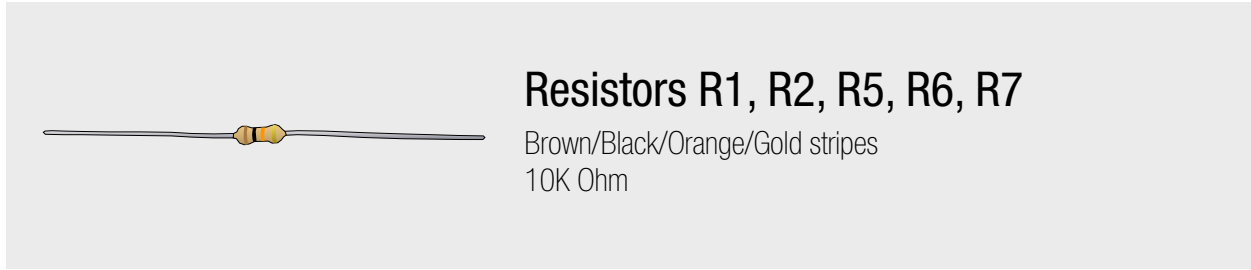 Resistors R1, R2, R5, R6, R7
Brown/Black/Orange/Gold stripes
10K Ohm